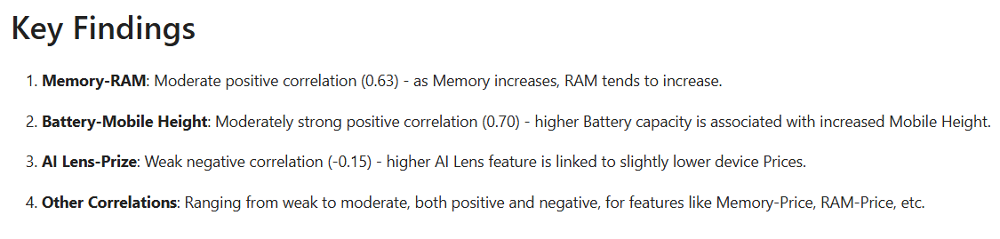 Key Findings
1. Memory-RAM: Moderate positive correlation (0.63) - as Memory increases, RAM tends to increase.
2. Battery-Mobile Height: Moderately strong positive correlation (0.70) - higher Battery capacity is associated with increased Mobile Height.
3. AI Lens-Prize: Weak negative correlation (-0.15) - higher AI Lens feature is linked to slightly lower device Prices.
4. Other Correlations: Ranging from weak to moderate, both positive and negative, for features like Memory-Price, RAM-Price, etc.